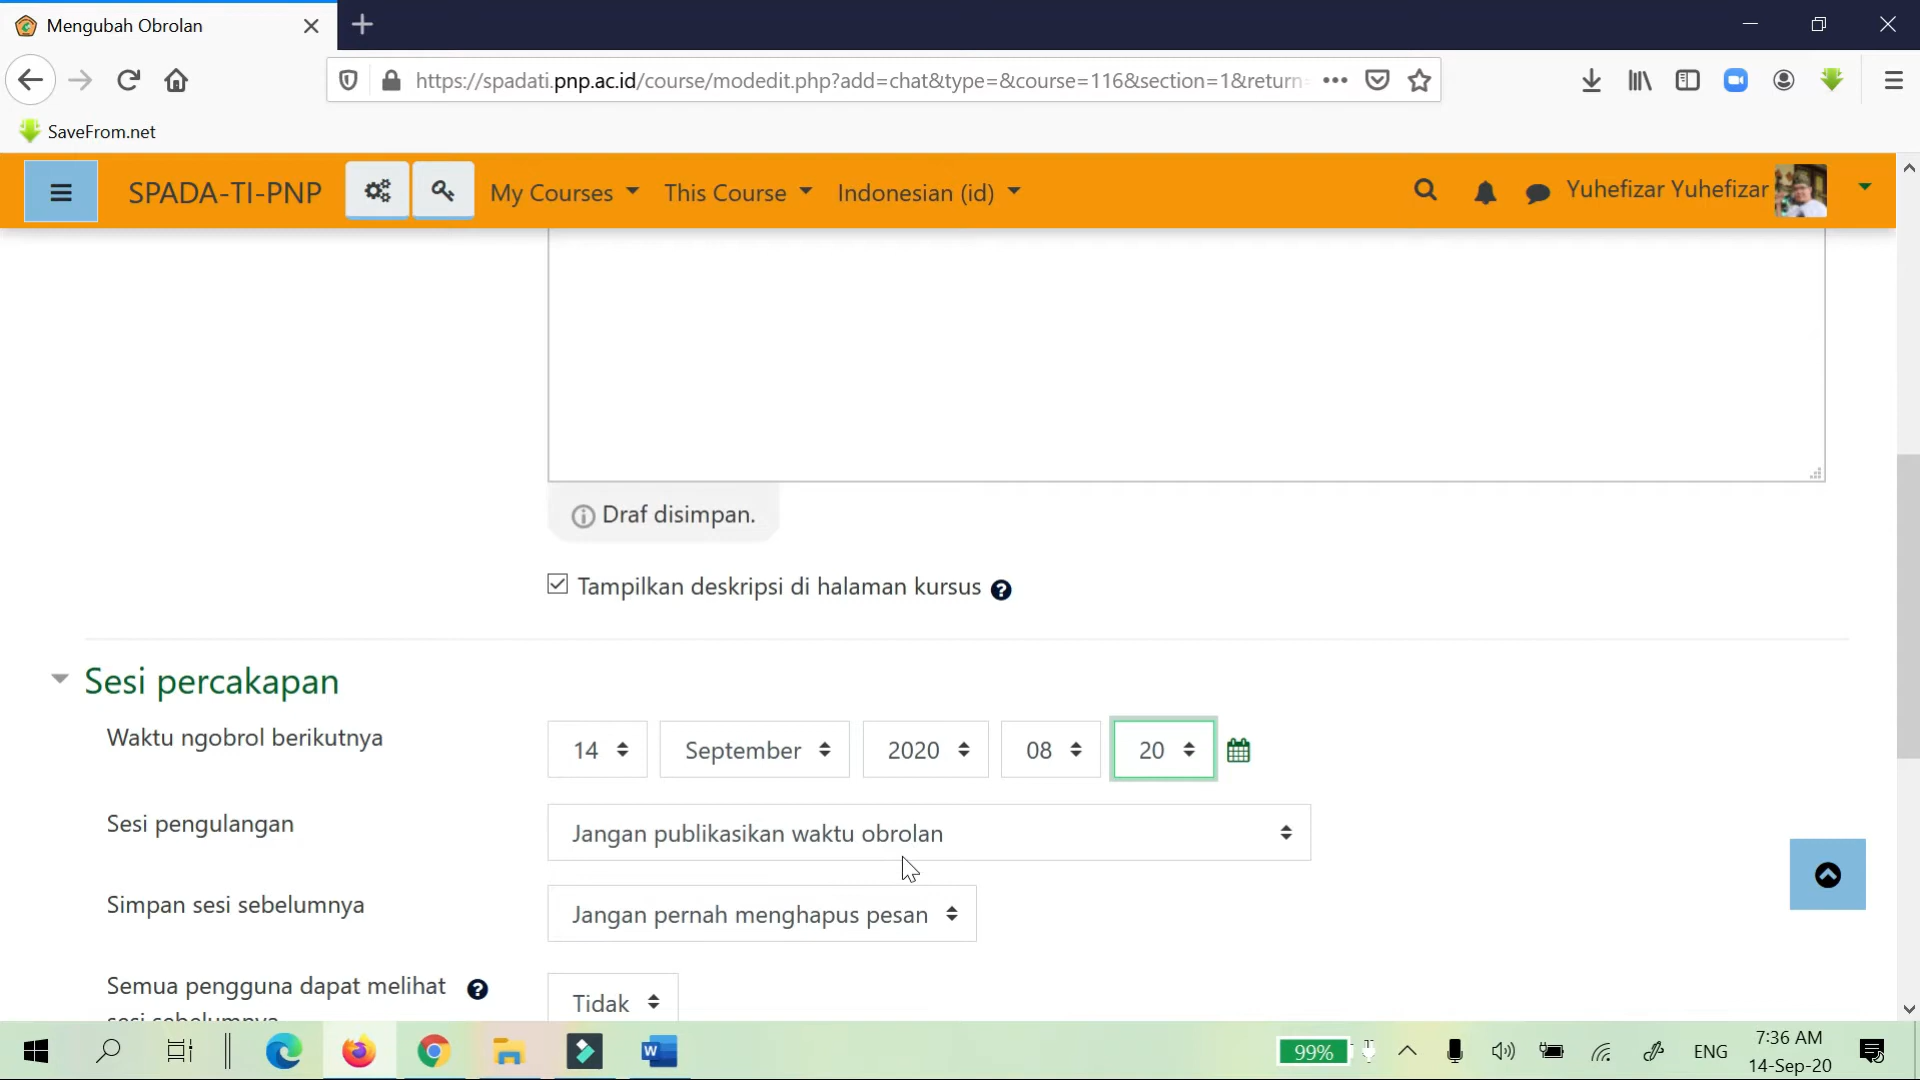 Mengubah Obrolan
https://spadati.pnp.ac.id/course/modedit.php?add=chat&type=&course=116&section=1&return=
SaveFrom.net
SPADA-TI-PNP
My Courses
This Course
Indonesian (id)
Yuhefizar Yuhefizar
Draf disimpan.
Tampilkan deskripsi di halaman kursus
Sesi percakapan
Waktu ngobrol berikutnya
14
September
2020
08
20
Sesi pengulangan
Jangan publikasikan waktu obrolan
Simpan sesi sebelumnya
Jangan pernah menghapus pesan
Semua pengguna dapat melihat
sesi sebelumnya
Tidak
99%
ENG
7:36 AM
14-Sep-20